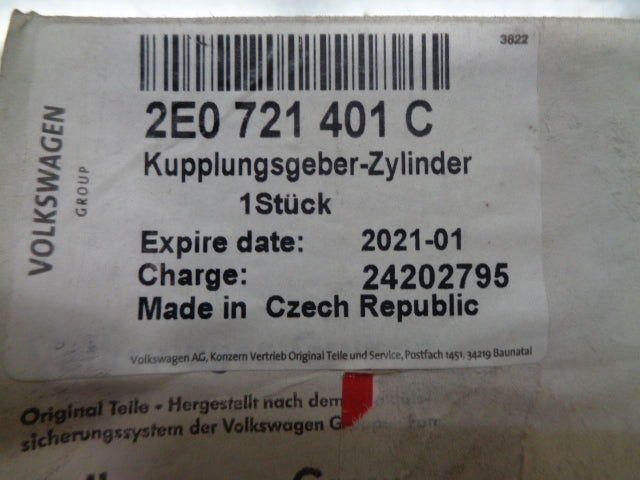 3822
2E0 721 401 C
Kupplungsgeber-Zylinder
1Stück
Expire date: 2021-01
Charge: 24202795
Made in Czech Republic
VOLKSWAGEN
GROUP
Volkswagen AG, Konzern Vertrieb Original Teile und Service, Postfach 1451, 34219 Baunatal
Original Teile • Hergestellt nach dem
sicherungssystem der Volkswagen